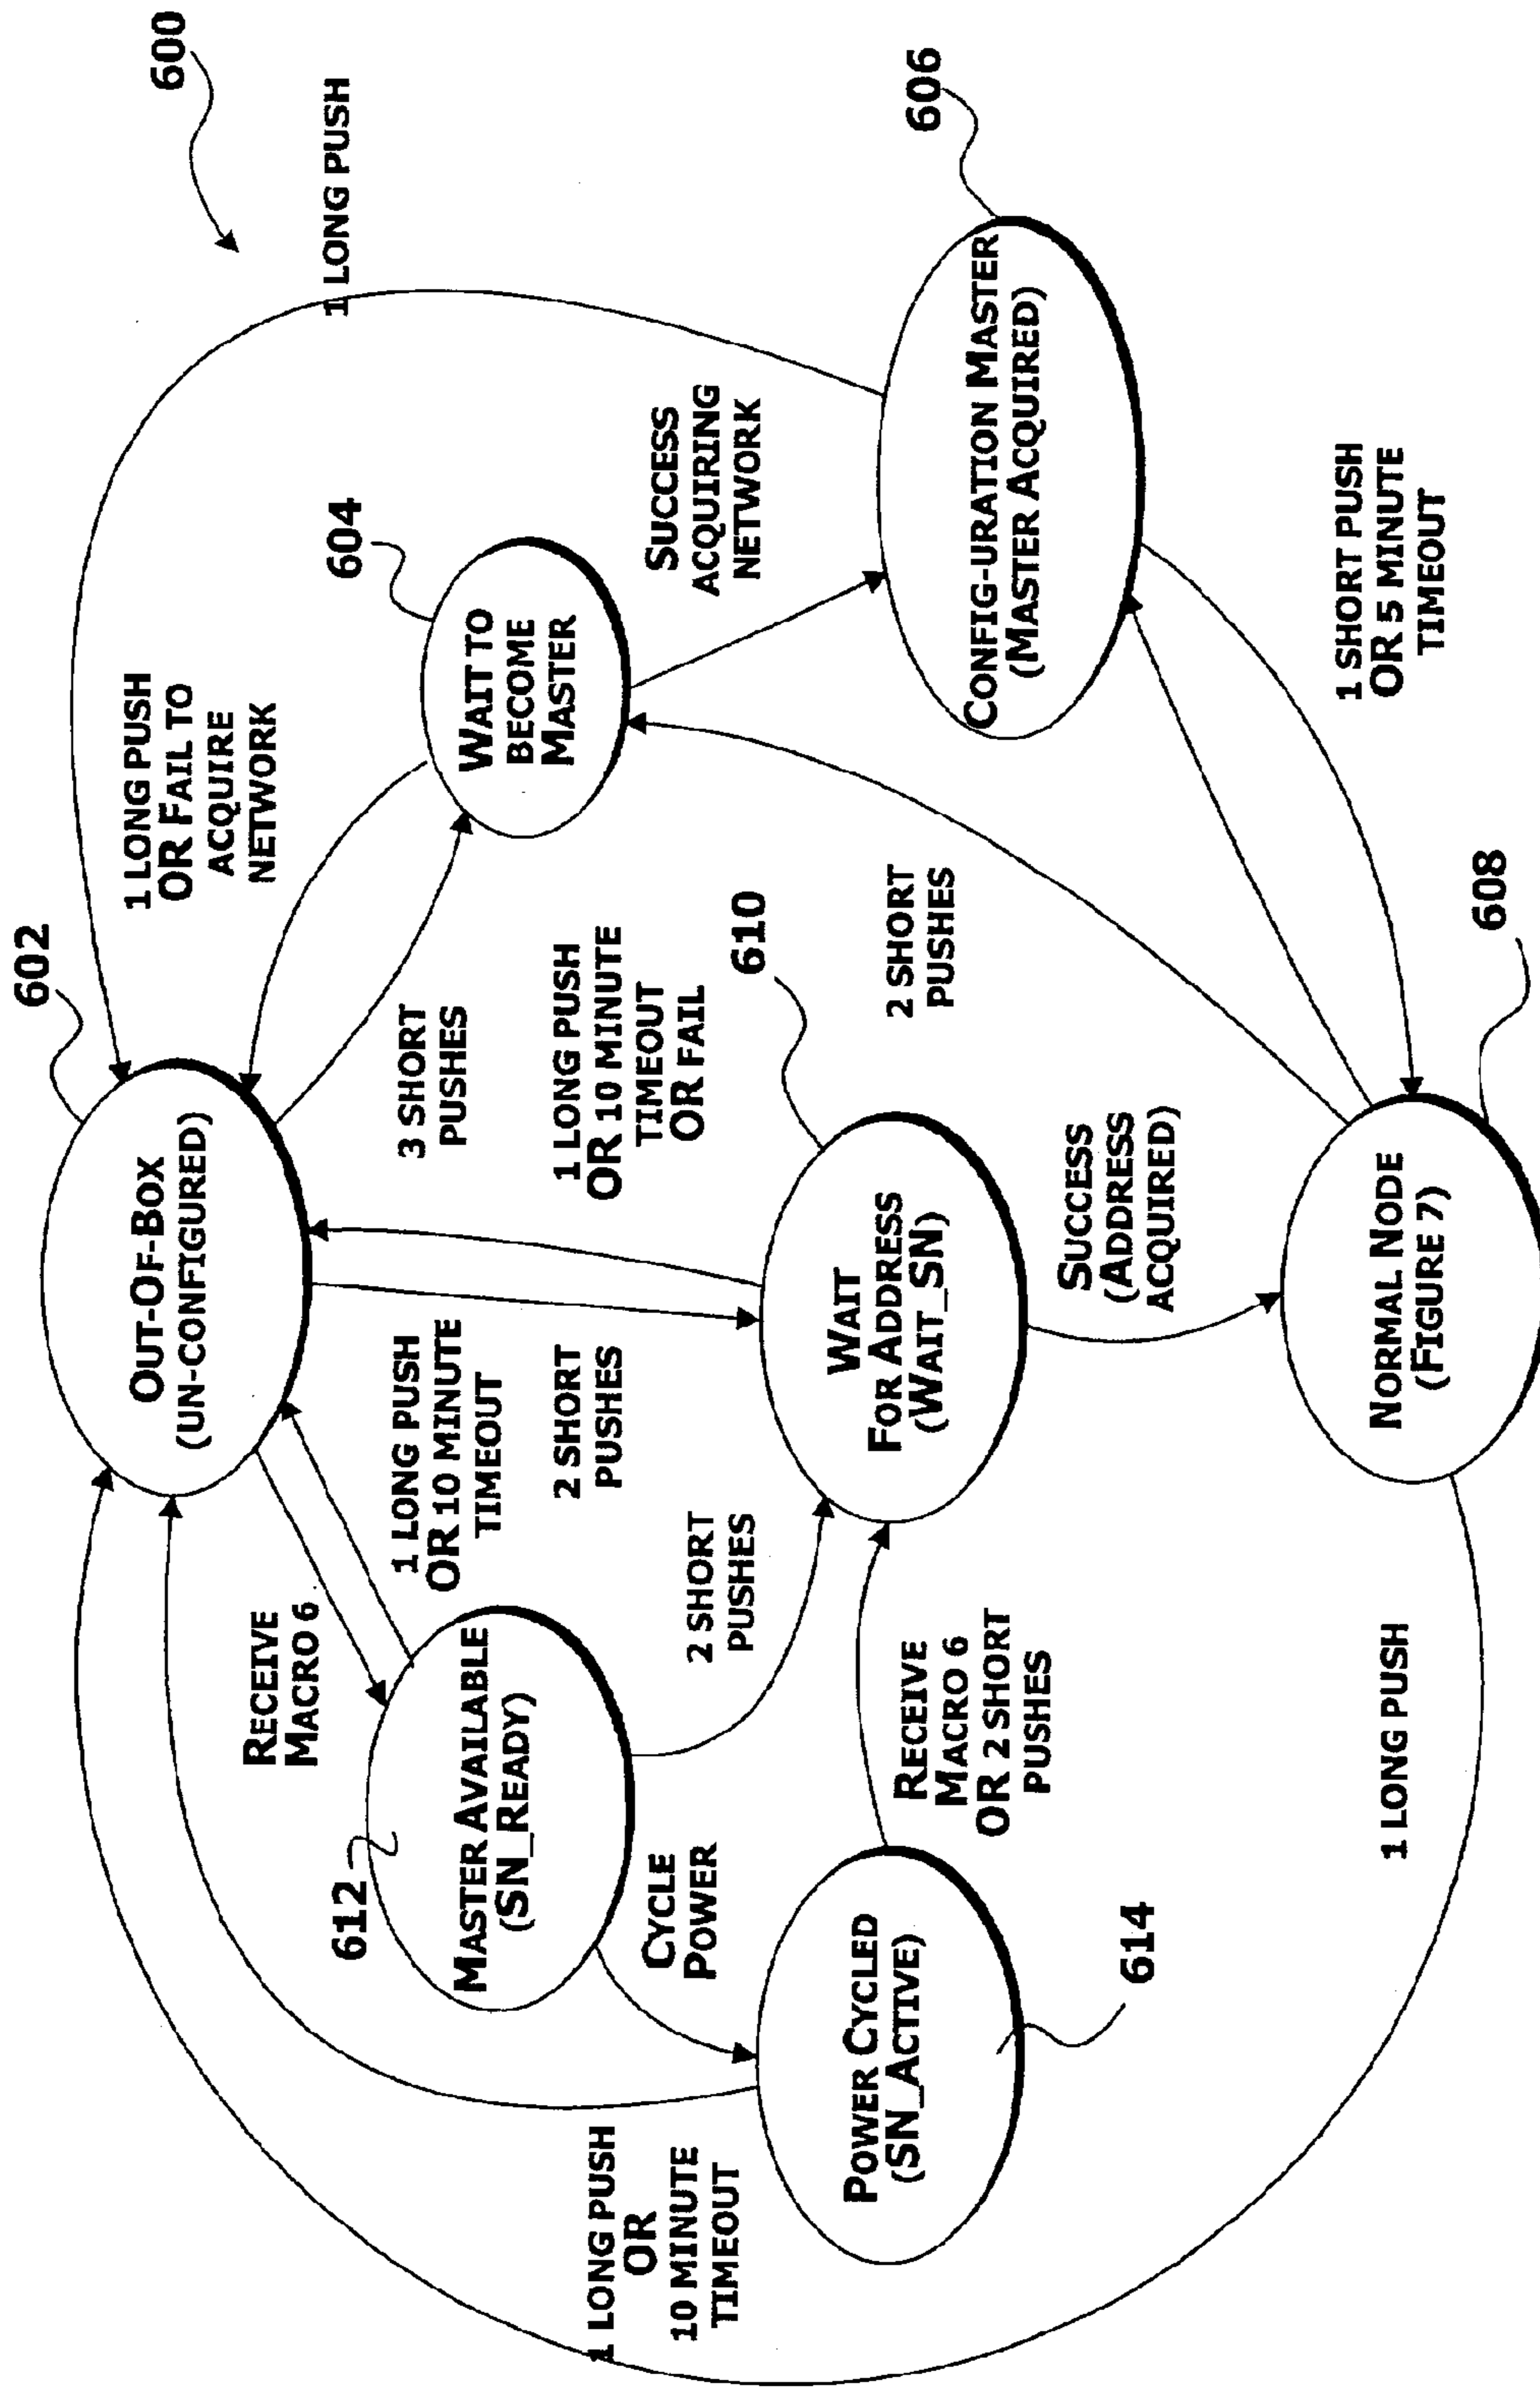 600
602
1 LONG PUSH
OUT-OF-BOX
(UN-CONFIGURED)
1 LONG PUSH
OR FAIL TO
ACQUIRE
NETWORK
RECEIVE
MACRO 6
604
612
MASTER AVAILABLE
(SN_READY)
1 LONG PUSH
OR 10 MINUTE
TIMEOUT
3 SHORT
PUSHES
WAIT TO
BECOME
MASTER
1 LONG PUSH
OR
10 MINUTE
TIMEOUT
CYCLE
POWER
2 SHORT
PUSHES
2 SHORT
PUSHES
1 LONG PUSH
OR 10 MINUTE
TIMEOUT
OR FAIL
SUCCESS
ACQUIRING
NETWORK
610
606
POWER CYCLED
(SN_ACTIVE)
RECEIVE
MACRO 6
OR 2 SHORT
PUSHES
WAIT
FOR ADDRESS
(WAIT_SN)
2 SHORT
PUSHES
CONFIG-URATION MASTER
(MASTER ACQUIRED)
614
SUCCESS
(ADDRESS
ACQUIRED)
1 LONG PUSH
NORMAL NODE
(FIGURE 7)
1 SHORT PUSH
OR 5 MINUTE
TIMEOUT
608